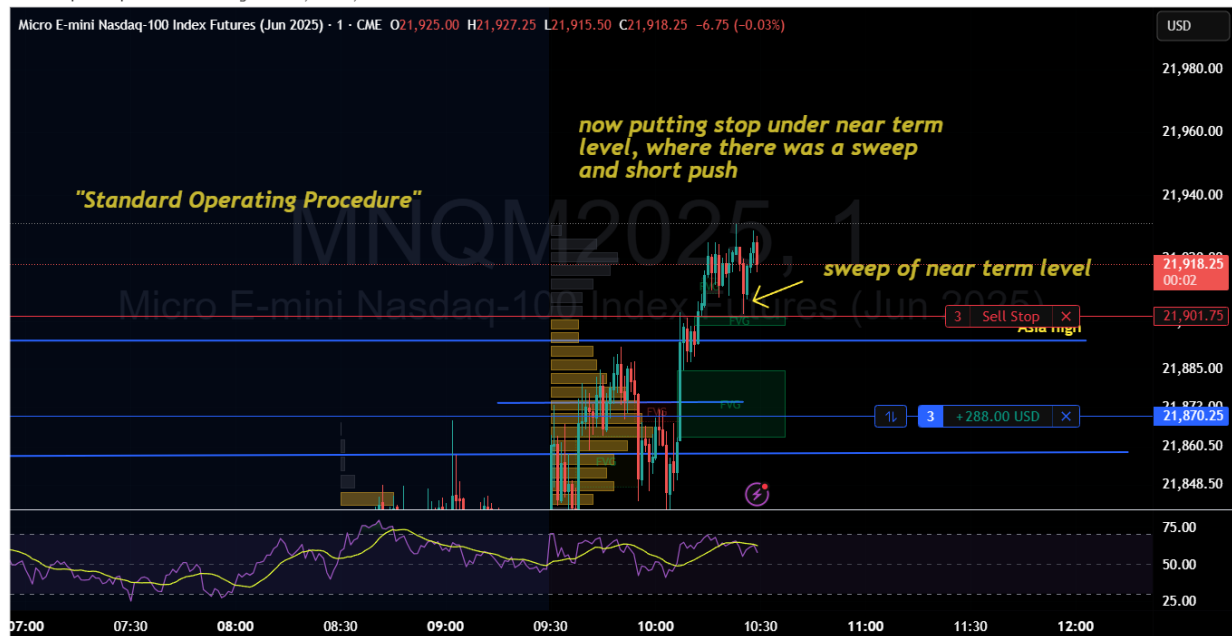 Micro E-mini Nasdaq-100 Index Futures (Jun 2025) · 1 · CME O21,925.00 H21,927.25 L21,915.50 C21,918.25 −6.75 (−0.03%)
USD
21,980.00
now putting stop under near term
level, where there was a sweep
and short push
21,960.00
"Standard Operating Procedure"
21,940.00
MNQM2025, 1
Micro E-mini Nasdaq-100 Index Futures (Jun 2025)
sweep of near term level
21,918.25
00:02
FVG
3 Sell Stop
21,901.75
FVG
Asia high
21,885.00
FVG
FVG
21,872.00
3 +288.00 USD
21,870.25
21,860.50
FVG
21,848.50
75.00
50.00
25.00
07:00 07:30 08:00 08:30 09:00 09:30 10:00 10:30 11:00 11:30 12:00